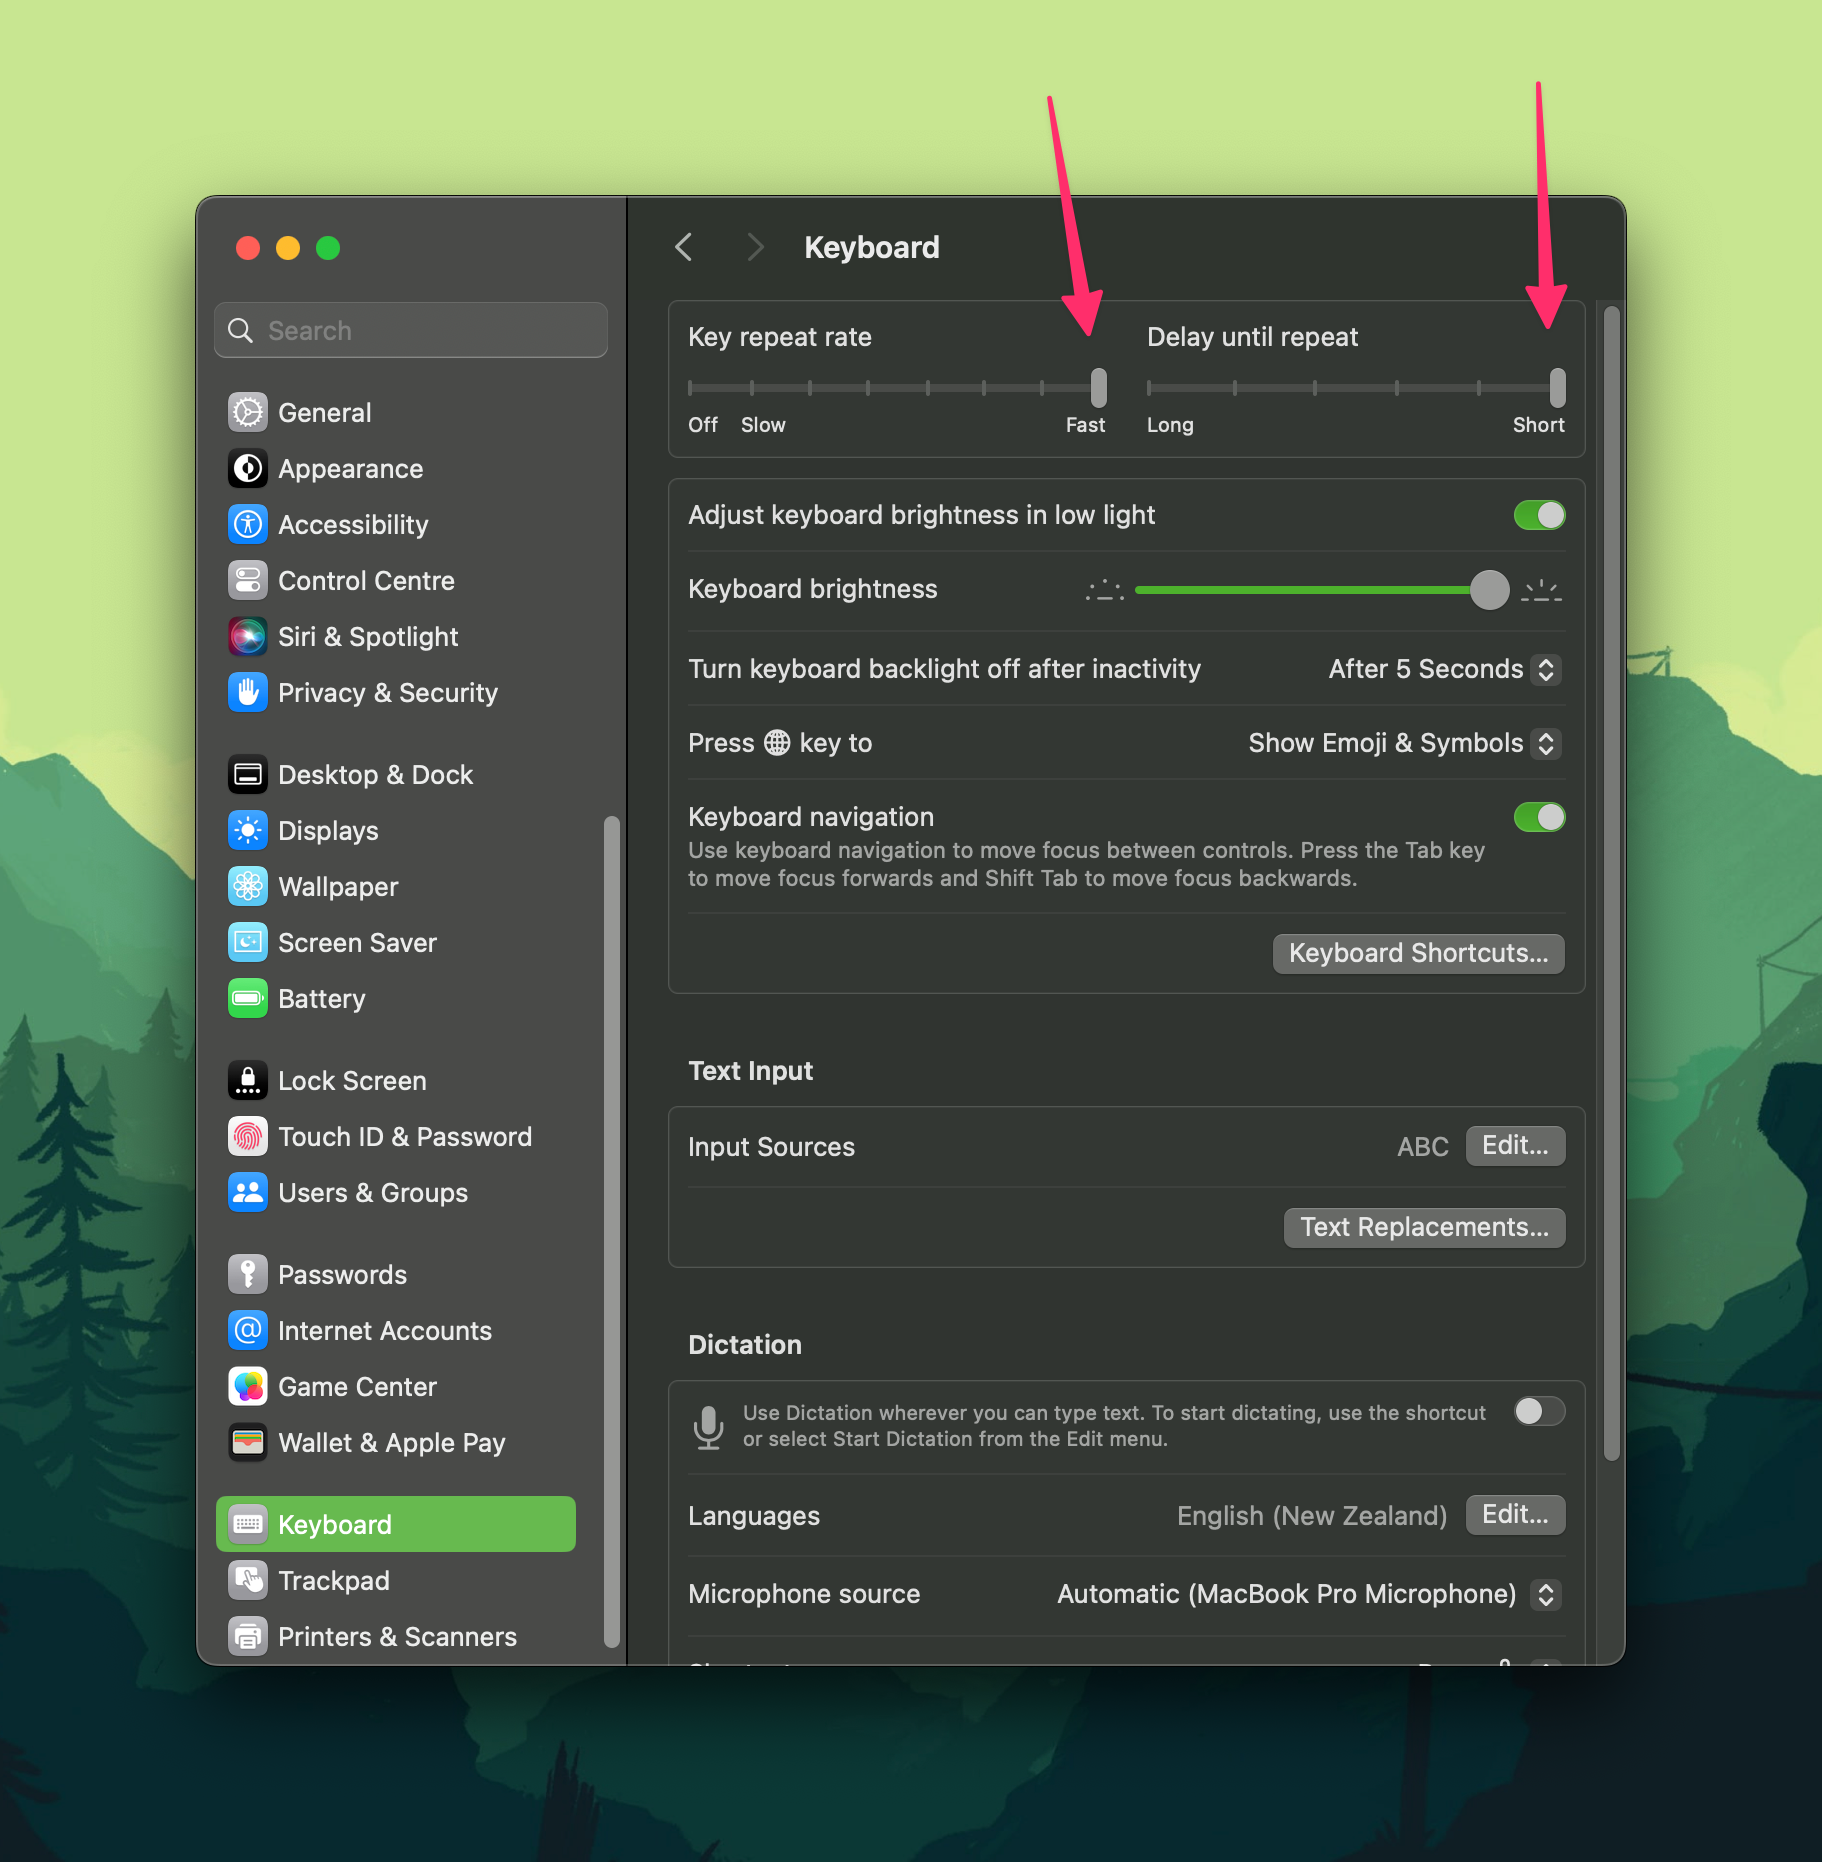 Search
General
Appearance
Accessibility
Control Centre
Siri & Spotlight
Privacy & Security
Desktop & Dock
Displays
Wallpaper
Screen Saver
Battery
Lock Screen
Touch ID & Password
Users & Groups
Passwords
Internet Accounts
Game Center
Wallet & Apple Pay
Keyboard
Trackpad
Printers & Scanners
Keyboard
Key repeat rate
Off Slow Fast
Delay until repeat
Long Short
Adjust keyboard brightness in low light
Keyboard brightness
Turn keyboard backlight off after inactivity After 5 Seconds
Press key to Show Emoji & Symbols
Keyboard navigation
Use keyboard navigation to move focus between controls. Press the Tab key
to move focus forwards and Shift Tab to move focus backwards.
Keyboard Shortcuts...
Text Input
Input Sources ABC Edit...
Text Replacements...
Dictation
Use Dictation wherever you can type text. To start dictating, use the shortcut
or select Start Dictation from the Edit menu.
Languages English (New Zealand) Edit...
Microphone source Automatic (MacBook Pro Microphone)